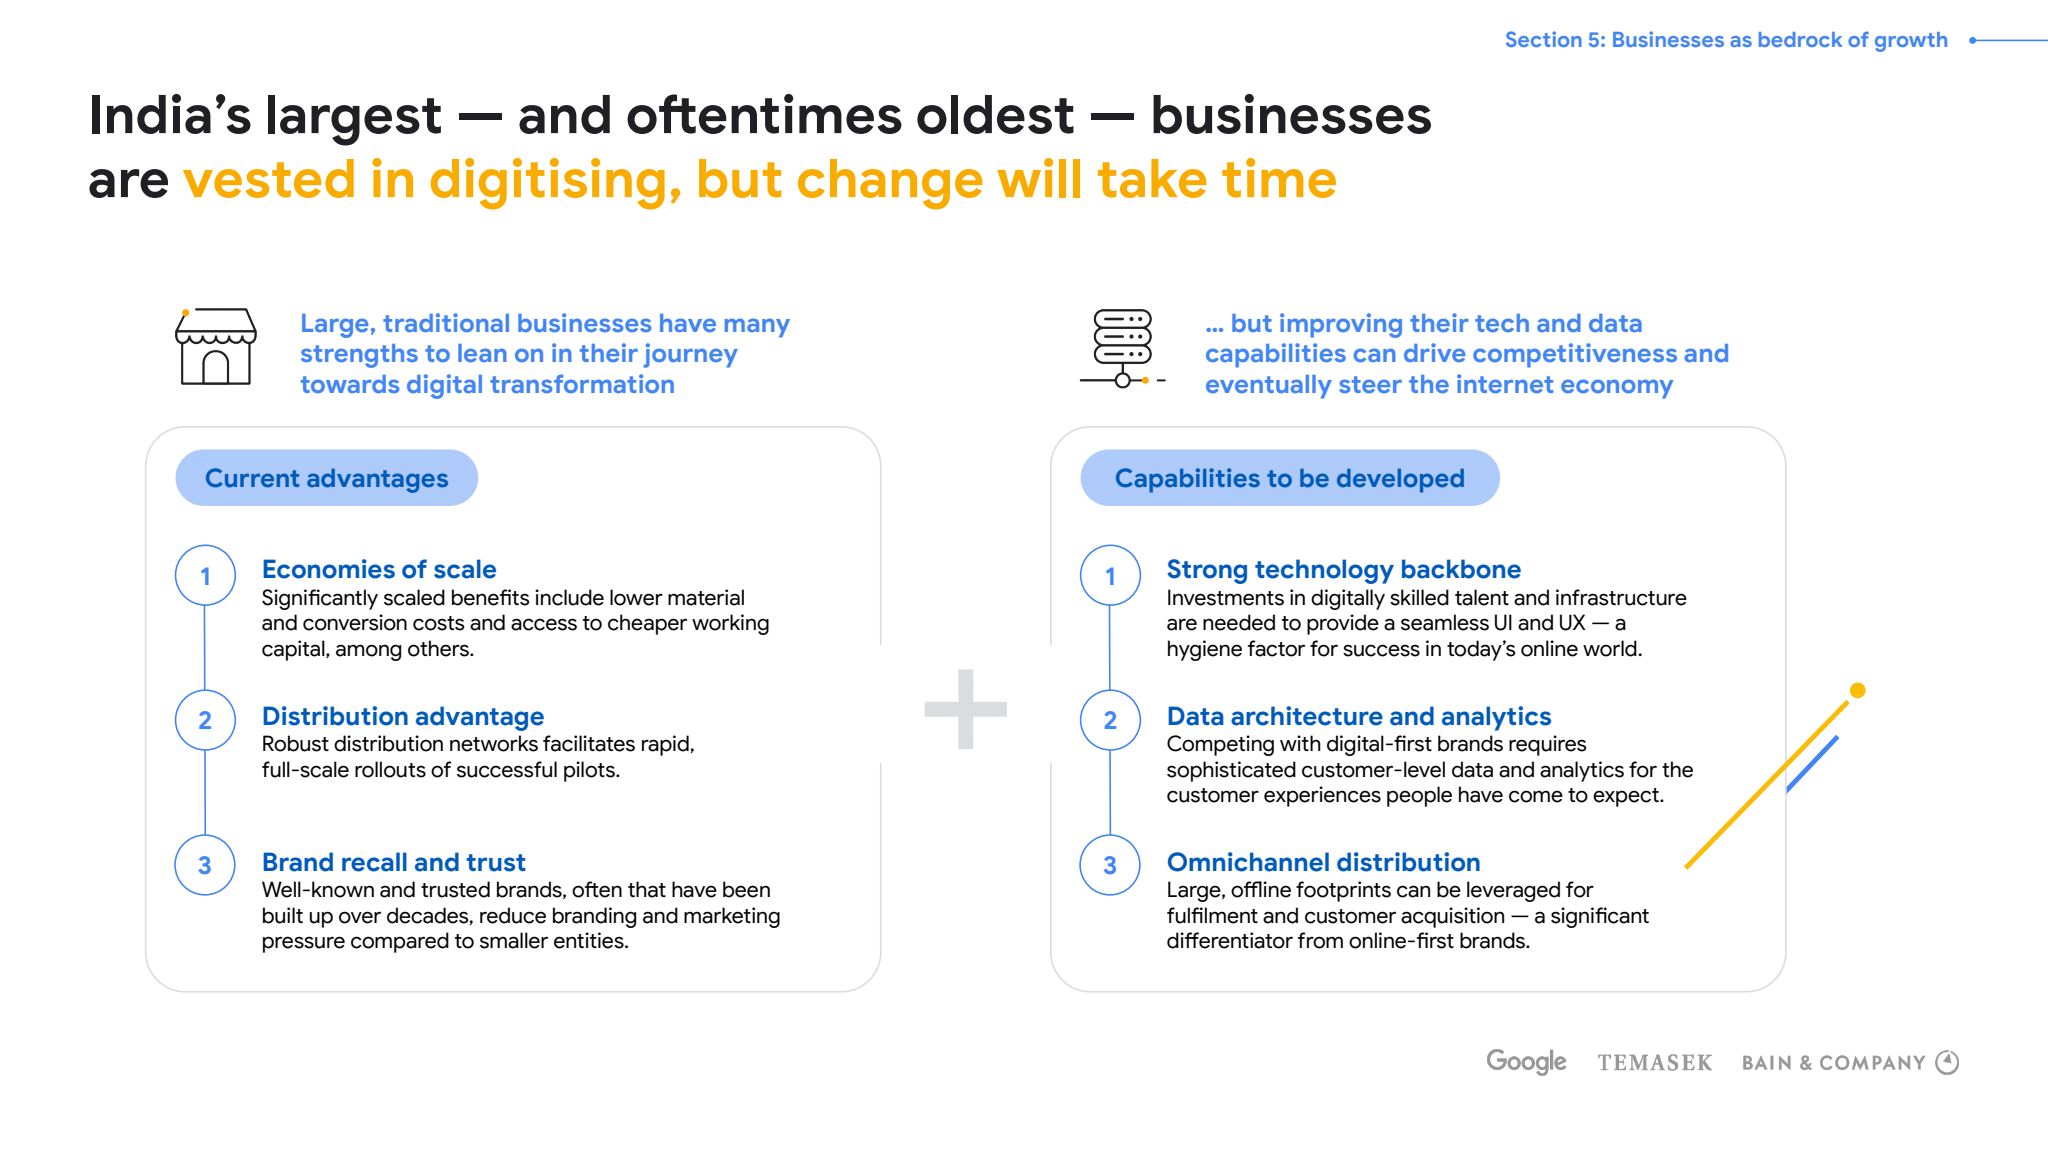 Section 5: Businesses as bedrock of growth
India’s largest — and oftentimes oldest — businesses
are vested in digitising, but change will take time
Large, traditional businesses have many
strengths to lean on in their journey
towards digital transformation
Current advantages
1
Economies of scale
Significantly scaled benefits include lower material
and conversion costs and access to cheaper working
capital, among others.
2
Distribution advantage
Robust distribution networks facilitates rapid,
full-scale rollouts of successful pilots.
3
Brand recall and trust
Well-known and trusted brands, often that have been
built up over decades, reduce branding and marketing
pressure compared to smaller entities.
+
... but improving their tech and data
capabilities can drive competitiveness and
eventually steer the internet economy
Capabilities to be developed
1
Strong technology backbone
Investments in digitally skilled talent and infrastructure
are needed to provide a seamless UI and UX — a
hygiene factor for success in today’s online world.
2
Data architecture and analytics
Competing with digital-first brands requires
sophisticated customer-level data and analytics for the
customer experiences people have come to expect.
3
Omnichannel distribution
Large, offline footprints can be leveraged for
fulfilment and customer acquisition — a significant
differentiator from online-first brands.
Google TEMASEK BAIN & COMPANY